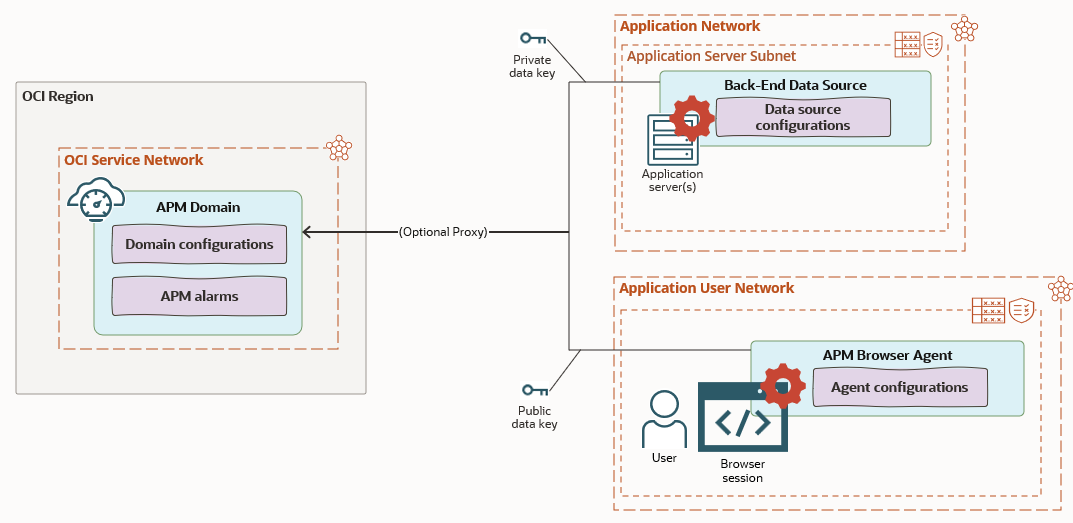 OCI Region
OCI Service Network
APM Domain
Domain configurations
APM alarms
(Optional Proxy)
Private
data key
Public
data key
Application Network
Application Server Subnet
Back-End Data Source
Data source
configurations
Application
server(s)
Application User Network
APM Browser Agent
Agent configurations
User
Browser
session